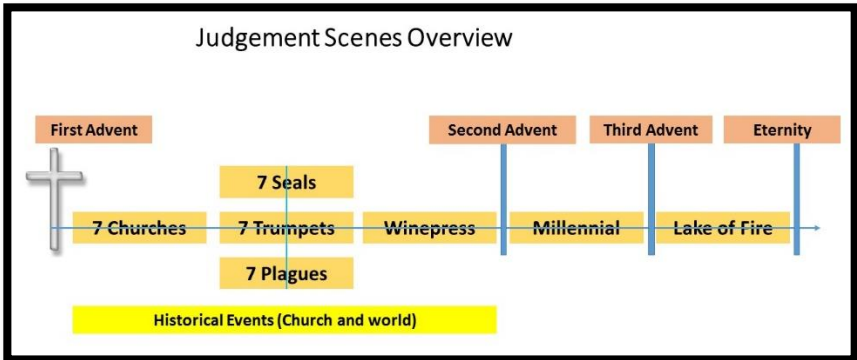 Judgement Scenes Overview
First Advent
Second Advent
Third Advent
Eternity
7 Seals
7 Churches
7 Trumpets
Winepress
Millennial
Lake of Fire
7 Plagues
Historical Events (Church and world)